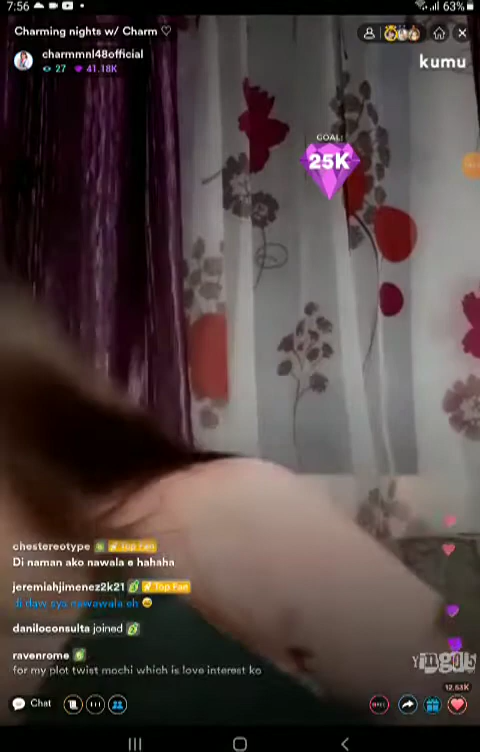 7:56
63%
Charming nights w/ Charm ♡
charmmnl48official
27 41.18K
kumu
GOAL:
25K
chestereotype Top Fan
Di naman ako nawala e hahaha
jeremiahjimenez2k21 Top Fan
di daw sya nawawala eh
daniloconsulta joined
ravenrome
for my plot twist mochi which is love interest ko
12.53K
Chat